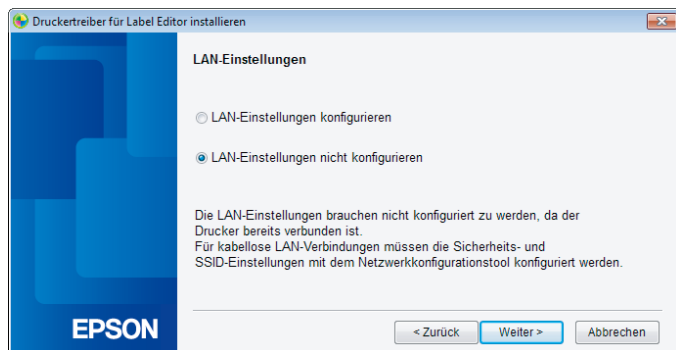 Druckertreiber für Label Editor installieren
LAN-Einstellungen
LAN-Einstellungen konfigurieren
LAN-Einstellungen nicht konfigurieren
Die LAN-Einstellungen brauchen nicht konfiguriert zu werden, da der
Drucker bereits verbunden ist.
Für kabellose LAN-Verbindungen müssen die Sicherheits- und
SSID-Einstellungen mit dem Netzwerkkonfigurationstool konfiguriert werden.
EPSON
< Zurück
Weiter >
Abbrechen